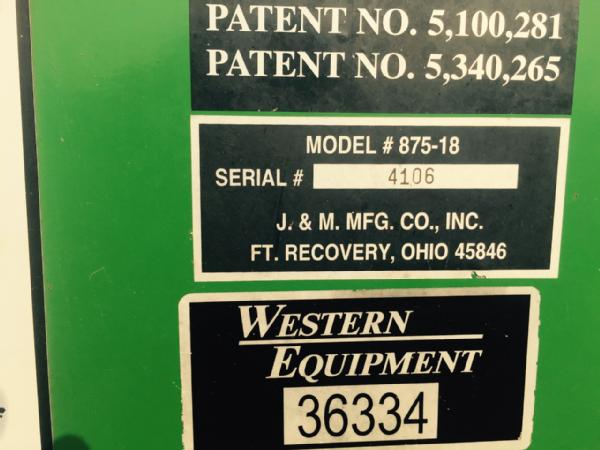 PATENT NO. 5,100,281
PATENT NO. 5,340,265
MODEL # 875-18
SERIAL # 4106
J. & M. MFG. CO., INC.
FT. RECOVERY, OHIO 45846
WESTERN
EQUIPMENT
36334